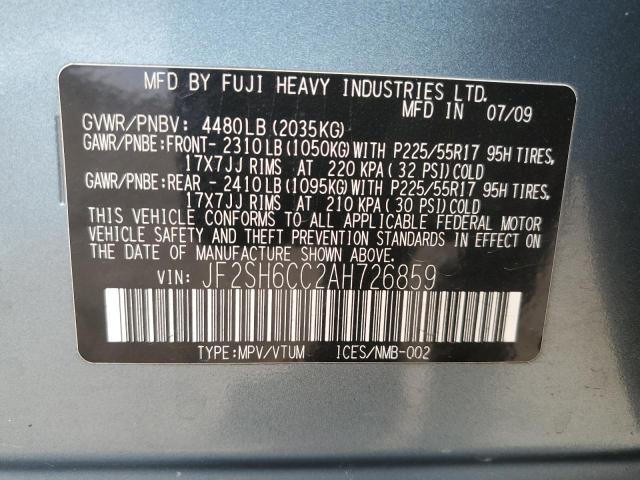 MFD BY FUJI HEAVY INDUSTRIES LTD.
MFD IN 07/09
GVWR/PNBV: 4480LB(2035KG)
GAWR/PNBE:FRONT-2310LB(1050KG)WITH P225/55R17 95H TIRES,
17X7JJ RIMS AT 220 KPA(32 PSI)COLD
GAWR/PNBE:REAR -2410LB(1095KG)WITH P225/55R17 95H TIRES,
17X7JJ RIMS AT 210 KPA(30 PSI)COLD
THIS VEHICLE CONFORMS TO ALL APPLICABLE FEDERAL MOTOR
VEHICLE SAFETY AND THEFT PREVENTION STANDARDS IN EFFECT ON
THE DATE OF MANUFACTURE SHOWN ABOVE.
VIN: JF2SH6CC2AH726859
TYPE:MPV/VTUM ICES/NMB-002